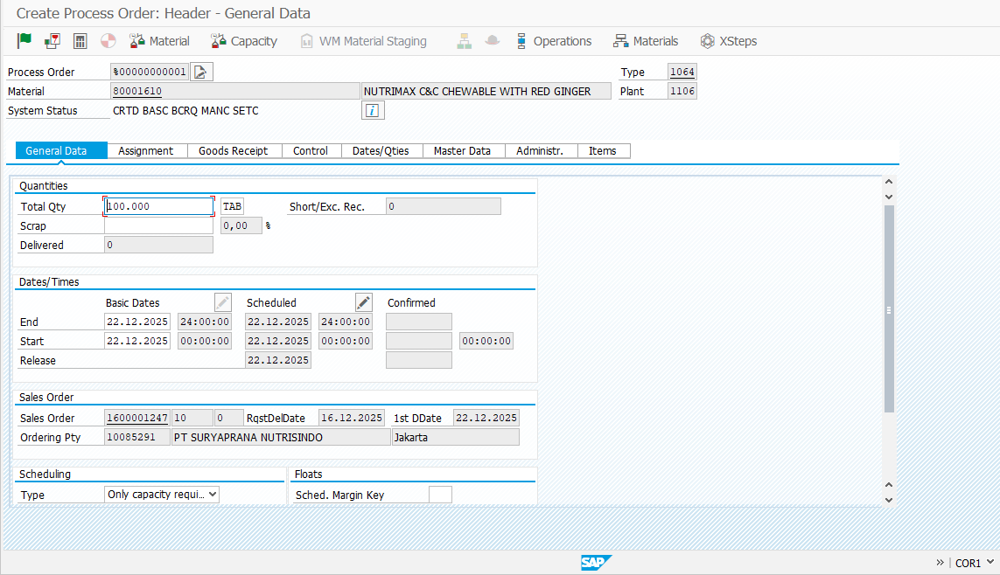 Create Process Order: Header - General Data
Material Capacity WM Material Staging Operations Materials XSteps
Process Order %00000000001 Type 1064
Material 80001610 NUTRIMAX C&C CHEWABLE WITH RED GINGER Plant 1106
System Status CRTD BASC BCRQ MANC SETC
General Data Assignment Goods Receipt Control Dates/Qties Master Data Administr. Items
Quantities
Total Qty 100.000 TAB Short/Exc. Rec. 0
Scrap 0,00 %
Delivered 0
Dates/Times
Basic Dates Scheduled Confirmed
End 22.12.2025 24:00:00 22.12.2025 24:00:00
Start 22.12.2025 00:00:00 22.12.2025 00:00:00 00:00:00
Release 22.12.2025
Sales Order
Sales Order 1600001247 10 0 RqstDelDate 16.12.2025 1st DDate 22.12.2025
Ordering Pty 10085291 PT SURYAPRANA NUTRISINDO Jakarta
Scheduling Floats
Type Only capacity requi... Sched. Margin Key
SAP COR1